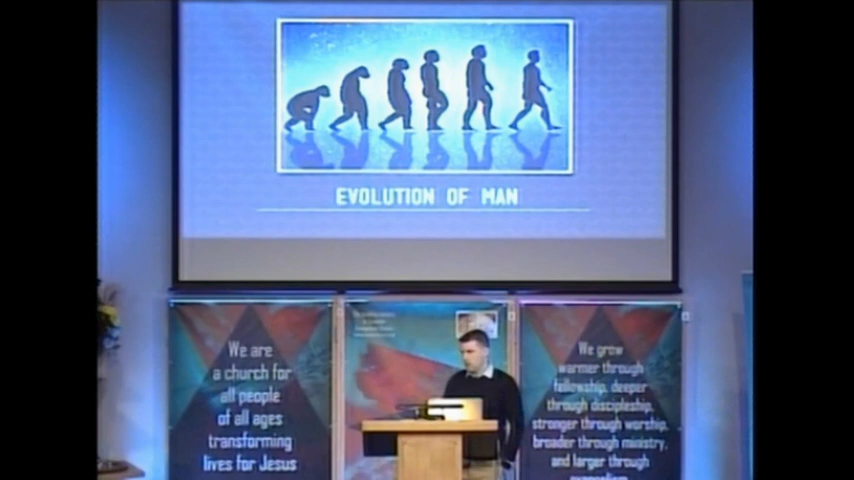 EVOLUTION OF MAN
We are
a church for
all people
of all ages
transforming
lives for Jesus
We grow
warmer through
fellowship, deeper
through discipleship,
stronger through worship,
broader through ministry,
and larger through
evangelism